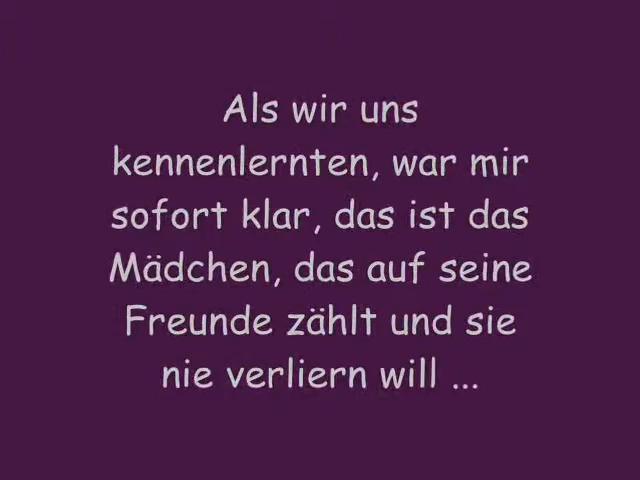 Als wir uns
kennenlernten, war mir
sofort klar, das ist das
Mädchen, das auf seine
Freunde zählt und sie
nie verliern will ...